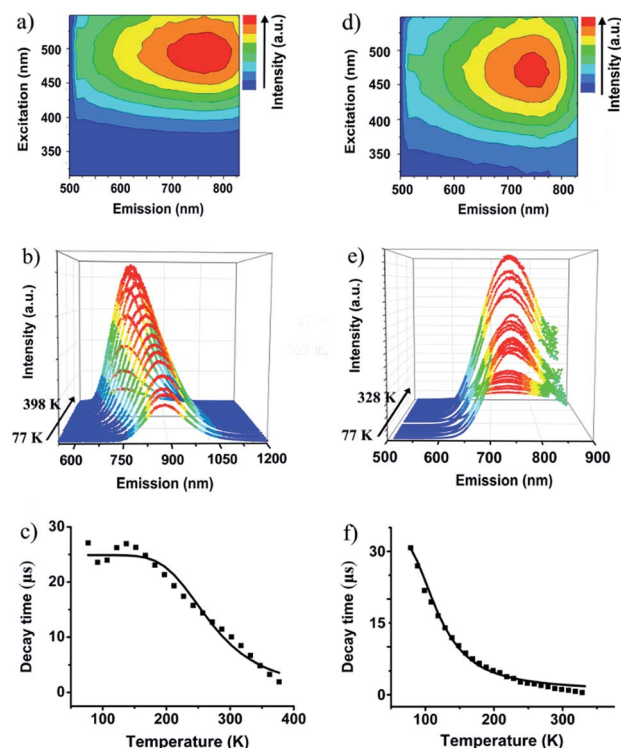 a)
Excitation (nm)
500
450
400
350
500 600 700 800
Emission (nm)
Intensity (a.u.)
d)
Excitation (nm)
500
450
400
350
500 600 700 800
Emission (nm)
Intensity (a.u.)
b)
Intensity (a.u.)
398 K
77 K
600 750 900 1050 1200
Emission (nm)
e)
Intensity (a.u.)
328 K
77 K
500 600 700 800 900
Emission (nm)
c)
Decay time (µs)
30
20
10
0
100 200 300 400
Temperature (K)
f)
Decay time (µs)
30
15
0
100 200 300
Temperature (K)